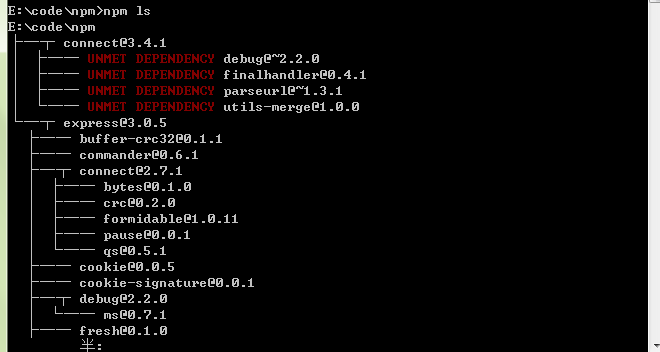 E:\code\npm>npm ls
E:\code\npm
├─┬ connect@3.4.1
│ ├── UNMET DEPENDENCY debug@~2.2.0
│ ├── UNMET DEPENDENCY finalhandler@0.4.1
│ ├── UNMET DEPENDENCY parseurl@~1.3.1
│ └── UNMET DEPENDENCY utils-merge@1.0.0
└─┬ express@3.0.5
  ├── buffer-crc32@0.1.1
  ├── commander@0.6.1
  ├─┬ connect@2.7.1
  │ ├── bytes@0.1.0
  │ ├── crc@0.2.0
  │ ├── formidable@1.0.11
  │ ├── pause@0.0.1
  │ └── qs@0.5.1
  ├── cookie@0.0.5
  ├── cookie-signature@0.0.1
  ├─┬ debug@2.2.0
  │ └── ms@0.7.1
  ├── fresh@0.1.0
半: